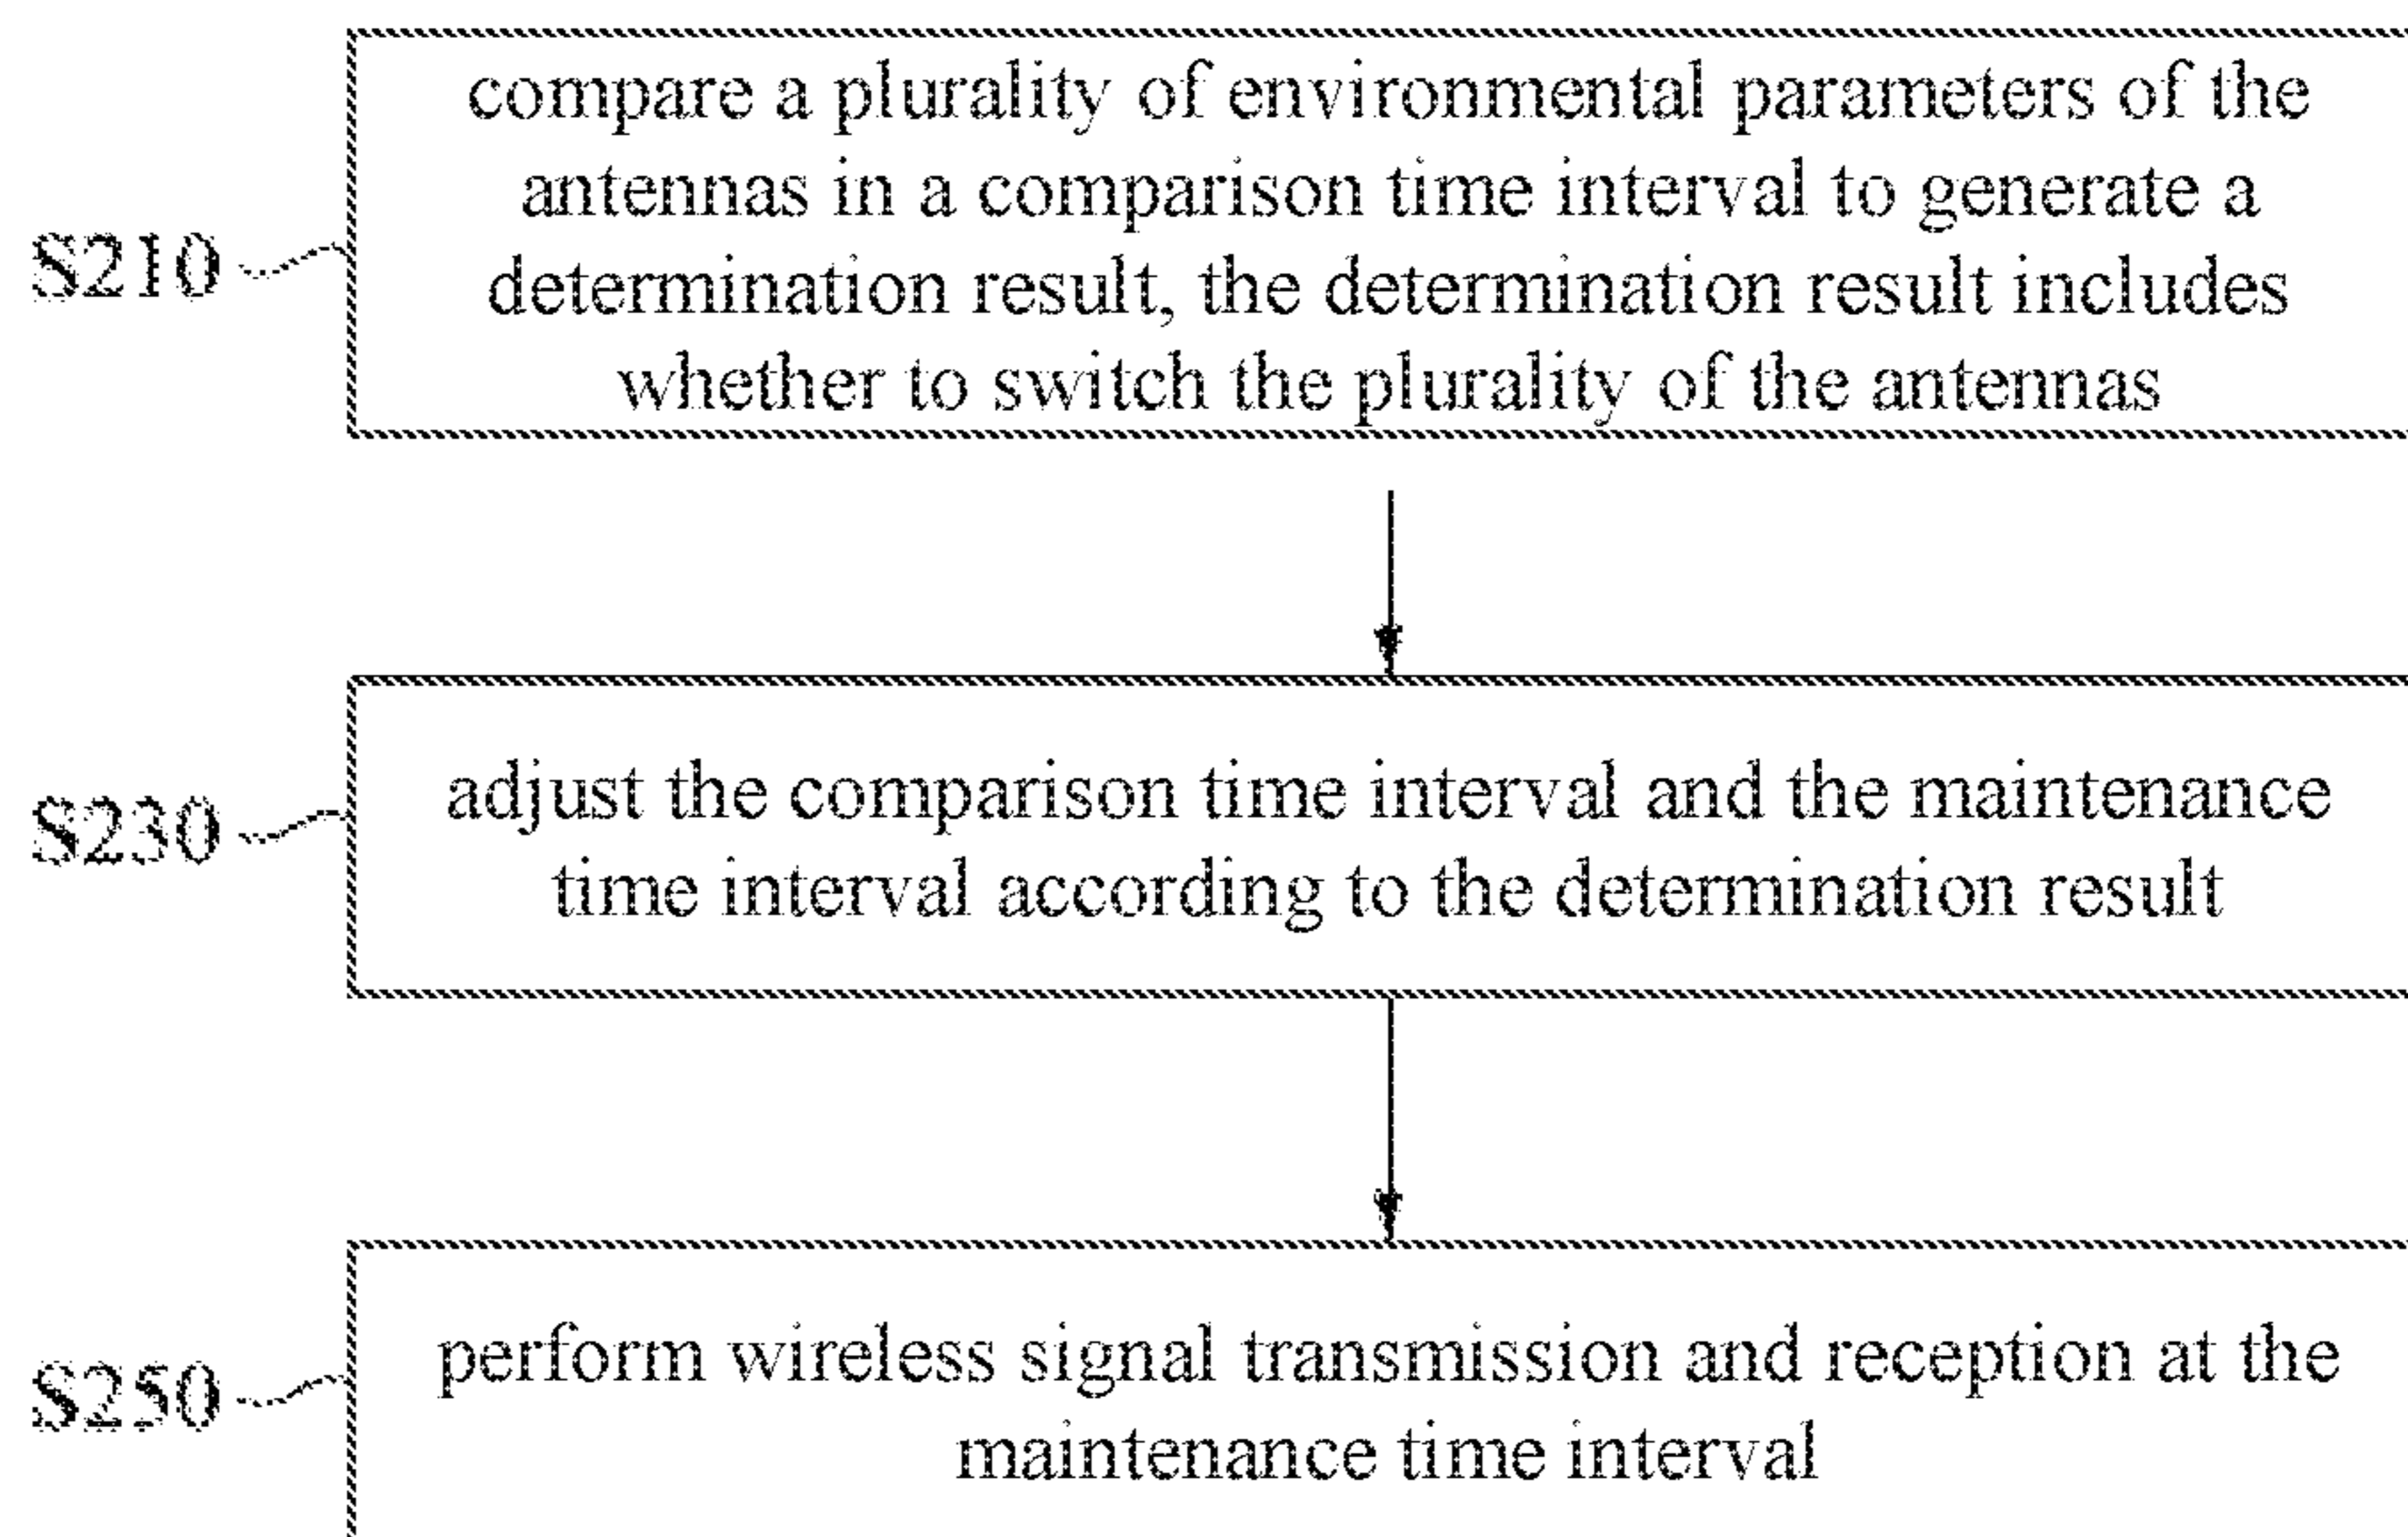 compare a plurality of environmental parameters of the
antennas in a comparison time interval to generate a
S210
determination result, the determination result includes
whether to switch the plurality of the antennas
adjust the comparison time interval and the maintenance
S230
time interval according to the determination result
perform wireless signal transmission and reception at the
S250
maintenance time interval